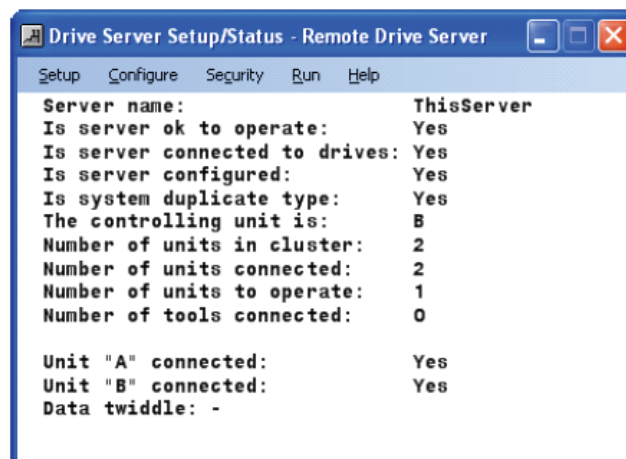 Drive Server Setup/Status - Remote Drive Server
Setup Configure Security Run Help
Server name: ThisServer
Is server ok to operate: Yes
Is server connected to drives: Yes
Is server configured: Yes
Is system duplicate type: Yes
The controlling unit is: B
Number of units in cluster: 2
Number of units connected: 2
Number of units to operate: 1
Number of tools connected: 0
Unit "A" connected: Yes
Unit "B" connected: Yes
Data twiddle: -